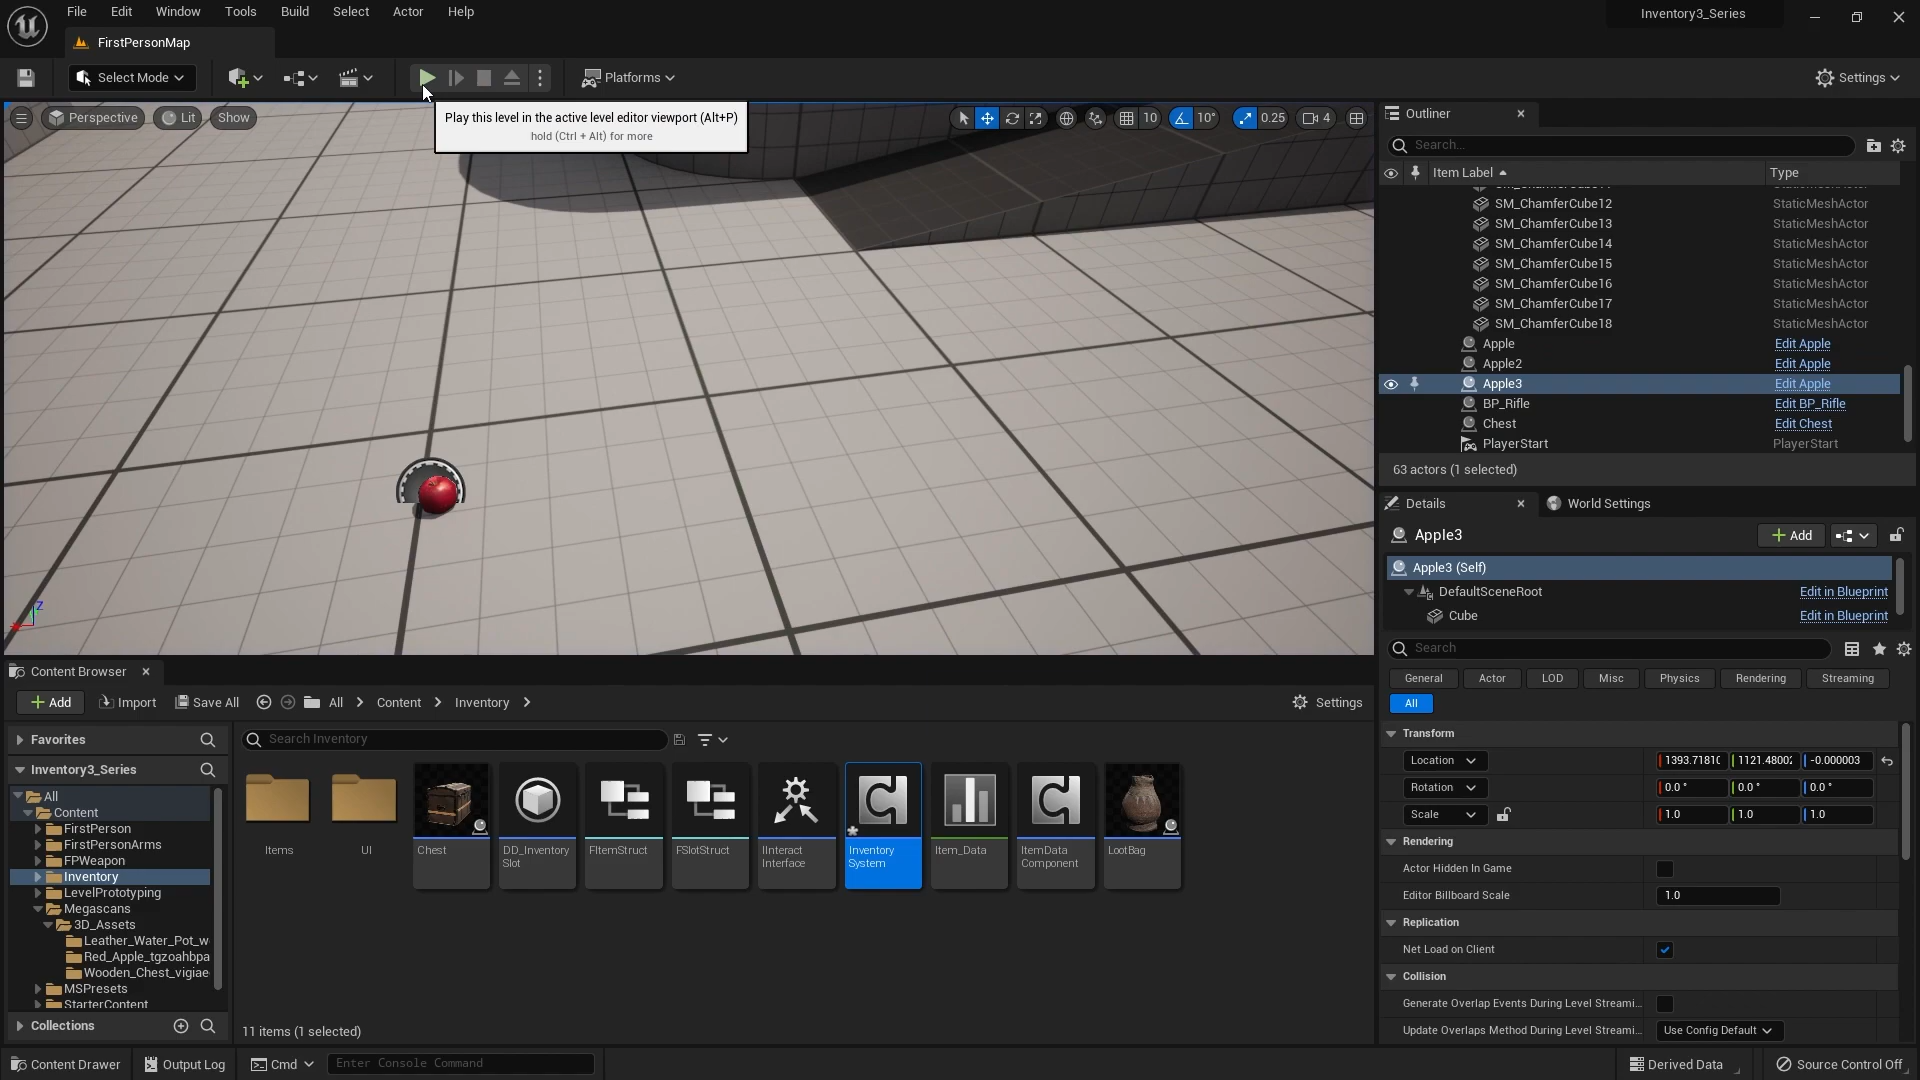 File Edit Window Tools Build Select Actor Help
Inventory3_Series
FirstPersonMap
Select Mode
Platforms
Settings
Play this level in the active level editor viewport (Alt+P)
hold (Ctrl + Alt) for more
Perspective Lit Show
10 10° 0.25 4
Z
Outliner
Search...
Item Label Type
SM_ChamferCube12 StaticMeshActor
SM_ChamferCube13 StaticMeshActor
SM_ChamferCube14 StaticMeshActor
SM_ChamferCube15 StaticMeshActor
SM_ChamferCube16 StaticMeshActor
SM_ChamferCube17 StaticMeshActor
SM_ChamferCube18 StaticMeshActor
Apple Edit Apple
Apple2 Edit Apple
Apple3 Edit Apple
BP_Rifle Edit BP_Rifle
Chest Edit Chest
PlayerStart PlayerStart
63 actors (1 selected)
Details World Settings
Apple3
Add
Apple3 (Self)
DefaultSceneRoot Edit in Blueprint
Cube Edit in Blueprint
Search
General Actor LOD Misc Physics Rendering Streaming
All
Transform
Location 1393.7181 1121.4800 -0.000003
Rotation 0.0 ° 0.0 ° 0.0 °
Scale 1.0 1.0 1.0
Rendering
Actor Hidden In Game
Editor Billboard Scale 1.0
Replication
Net Load on Client
Collision
Generate Overlap Events During Level Streami...
Update Overlaps Method During Level Streami... Use Config Default
Content Browser
Add Import Save All All Content Inventory Settings
Favorites
Inventory3_Series
All
Content
FirstPerson
FirstPersonArms
FPWeapon
Inventory
LevelPrototyping
Megascans
3D_Assets
Leather_Water_Pot_w
Red_Apple_tgzoahbpa
Wooden_Chest_vigiae
MSPresets
StarterContent
Collections
Search Inventory
Items
UI
Chest
DD_Inventory
Slot
FItemStruct
FSlotStruct
IInteract
Interface
Inventory
System
Item_Data
ItemData
Component
LootBag
11 items (1 selected)
Content Drawer Output Log Cmd Enter Console Command Derived Data Source Control Off